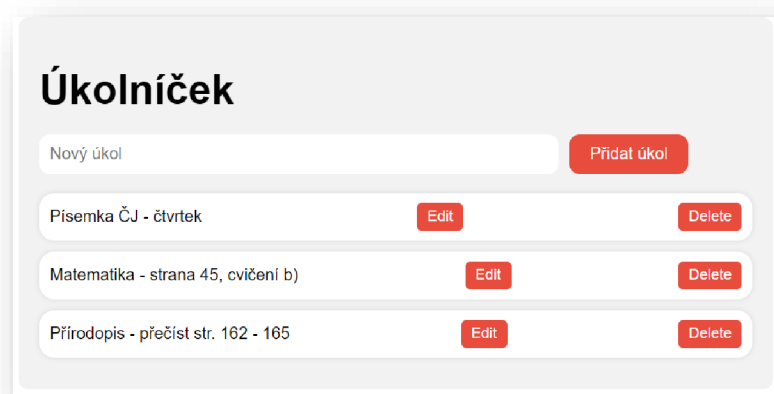 Úkolníček
Nový úkol Přidat úkol
Písemka ČJ - čtvrtek Edit Delete
Matematika - strana 45, cvičení b) Edit Delete
Přírodopis - přečíst str. 162 - 165 Edit Delete